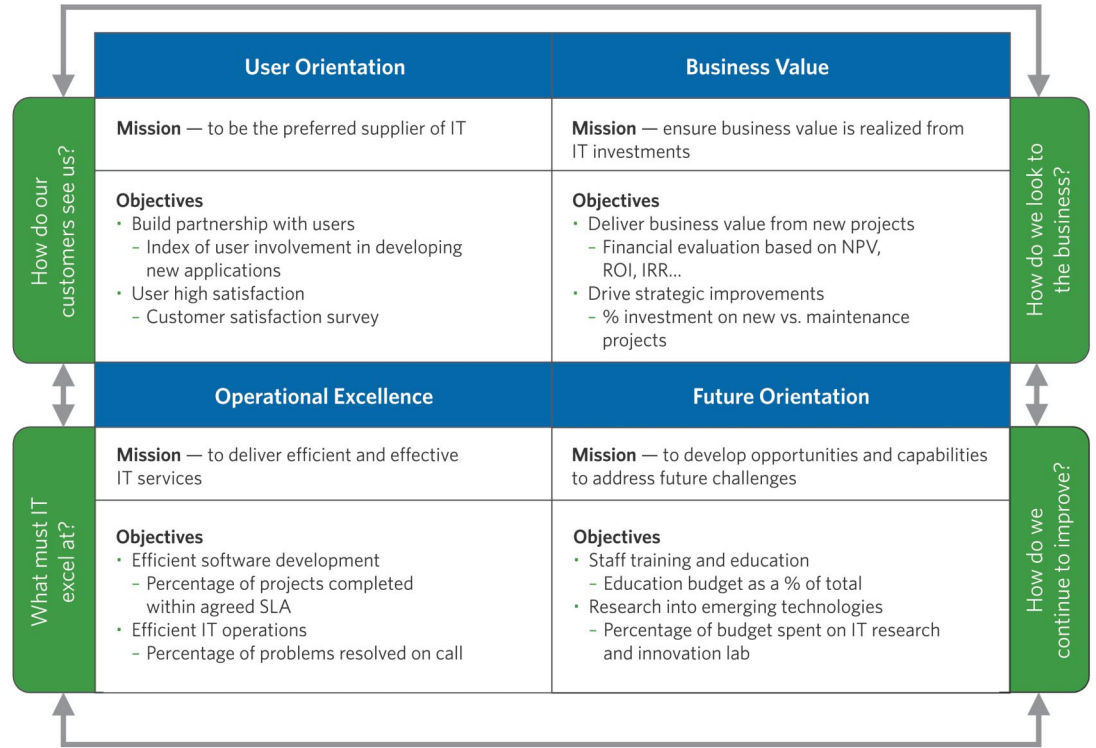 User Orientation
Business Value
How do our
customers see us?
Mission — to be the preferred supplier of IT
Objectives
• Build partnership with users
– Index of user involvement in developing
new applications
• User high satisfaction
– Customer satisfaction survey
Mission — ensure business value is realized from
IT investments
Objectives
• Deliver business value from new projects
– Financial evaluation based on NPV,
ROI, IRR...
• Drive strategic improvements
– % investment on new vs. maintenance
projects
How do we look to
the business?
Operational Excellence
Future Orientation
What must IT
excel at?
Mission — to deliver efficient and effective
IT services
Objectives
• Efficient software development
– Percentage of projects completed
within agreed SLA
• Efficient IT operations
– Percentage of problems resolved on call
Mission — to develop opportunities and capabilities
to address future challenges
Objectives
• Staff training and education
– Education budget as a % of total
• Research into emerging technologies
– Percentage of budget spent on IT research
and innovation lab
How do we
continue to improve?